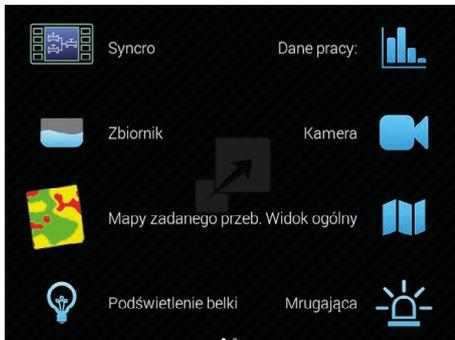 Syncro Dane pracy:
Zbiornik Kamera
Mapy zadanego przeb. Widok ogólny
Podświetlenie belki Mrugająca